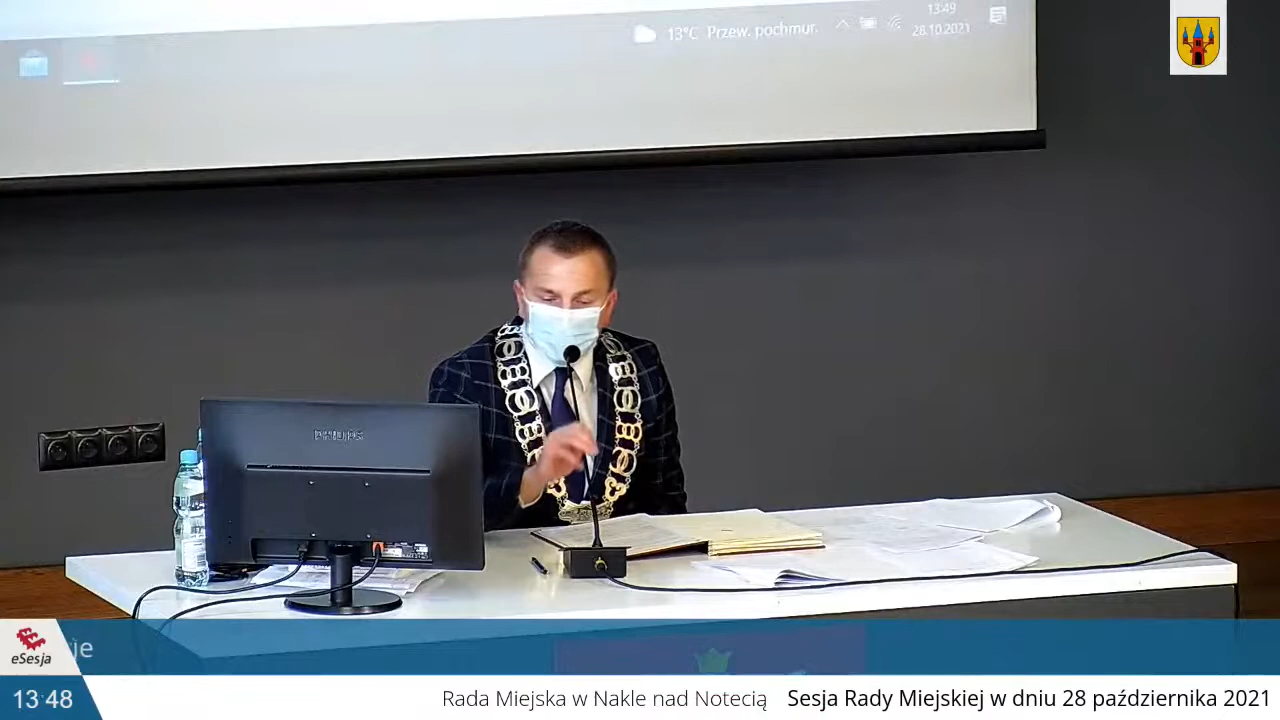 13°C Przew. pochmur.
13:49
28.10.2021
PHILIPS
je
eSesja
13:48
Rada Miejska w Nakle nad Notecią Sesja Rady Miejskiej w dniu 28 października 2021